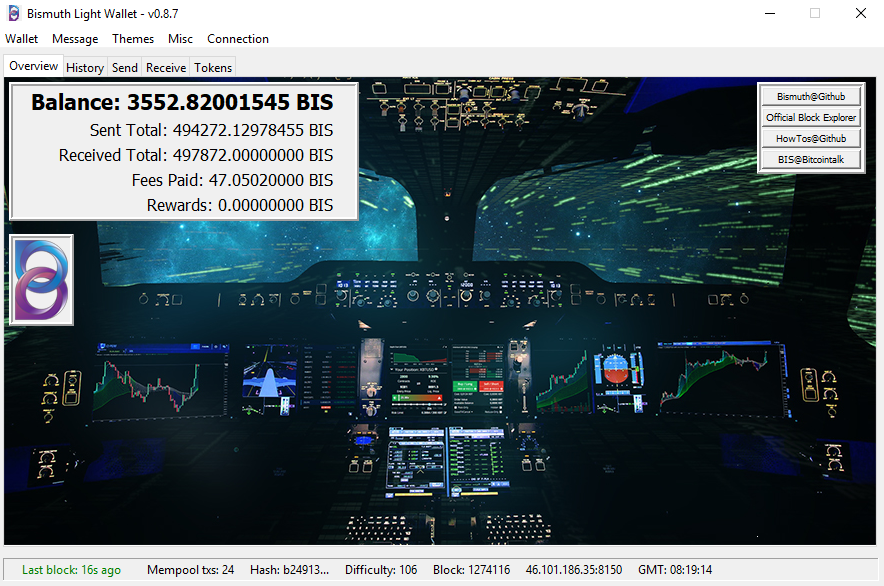 Bismuth Light Wallet - v0.8.7
Wallet Message Themes Misc Connection
Overview History Send Receive Tokens
Balance: 3552.82001545 BIS
Sent Total: 494272.12978455 BIS
Received Total: 497872.00000000 BIS
Fees Paid: 47.05020000 BIS
Rewards: 0.00000000 BIS
Bismuth@Github
Official Block Explorer
HowTos@Github
BIS@Bitcointalk
Last block: 16s ago Mempool txs: 24 Hash: b24913... Difficulty: 106 Block: 1274116 46.101.186.35:8150 GMT: 08:19:14